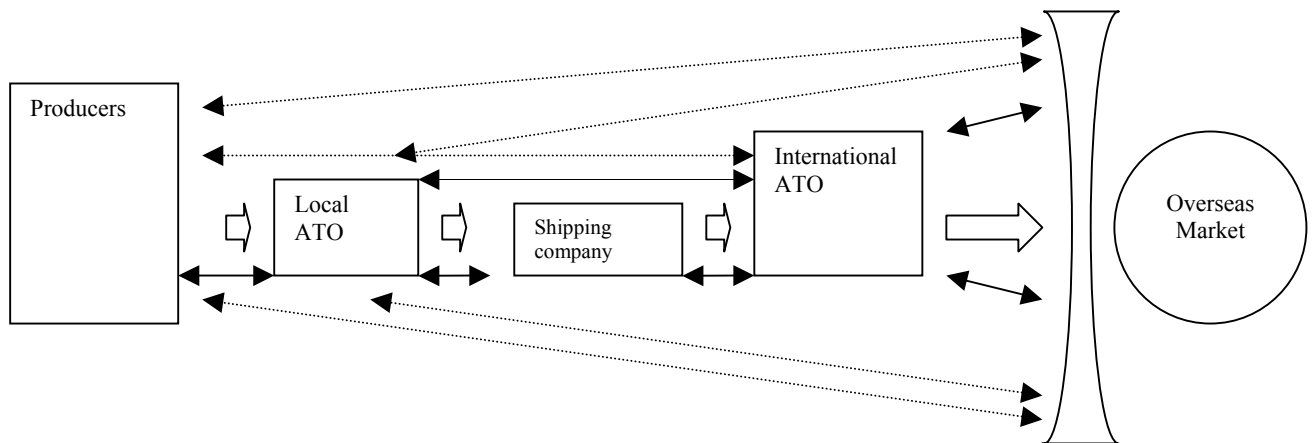 Producers
Local
ATO
Shipping
company
International
ATO
Overseas
Market